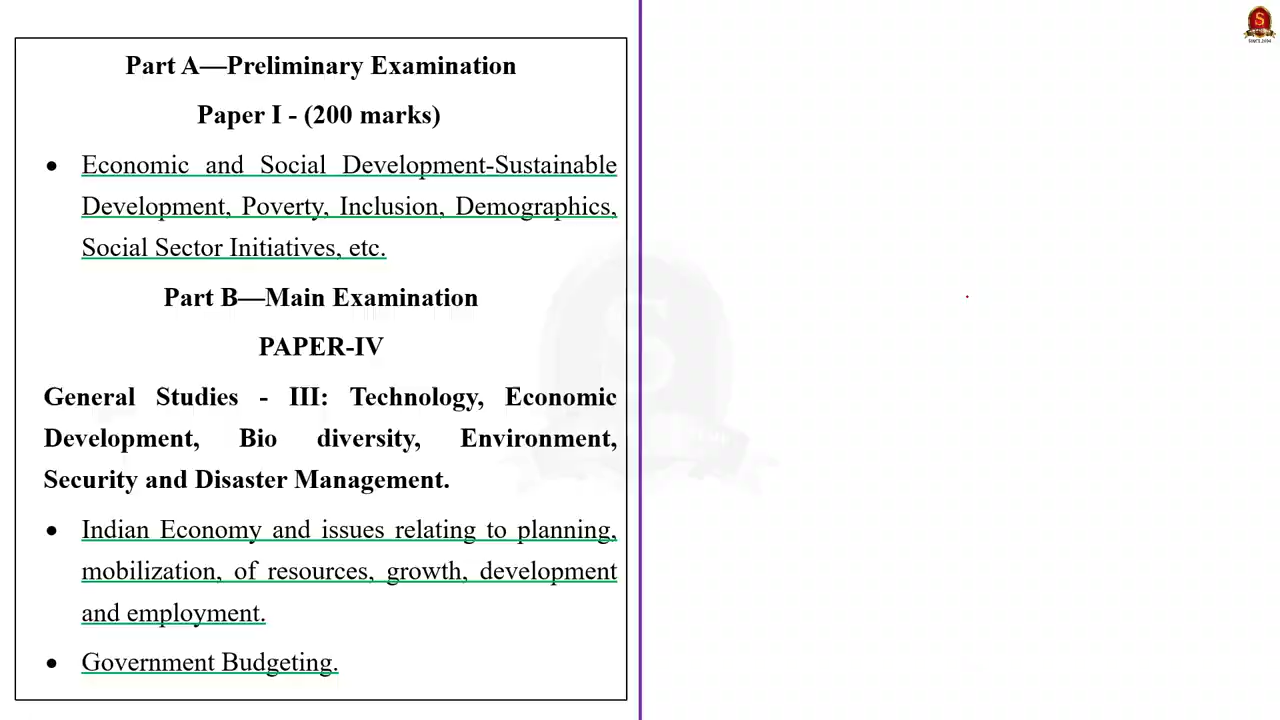 Part A—Preliminary Examination
Paper I - (200 marks)
• Economic and Social Development-Sustainable
Development, Poverty, Inclusion, Demographics,
Social Sector Initiatives, etc.
Part B—Main Examination
PAPER-IV
General Studies - III: Technology, Economic
Development, Bio diversity, Environment,
Security and Disaster Management.
• Indian Economy and issues relating to planning,
mobilization, of resources, growth, development
and employment.
• Government Budgeting.
S